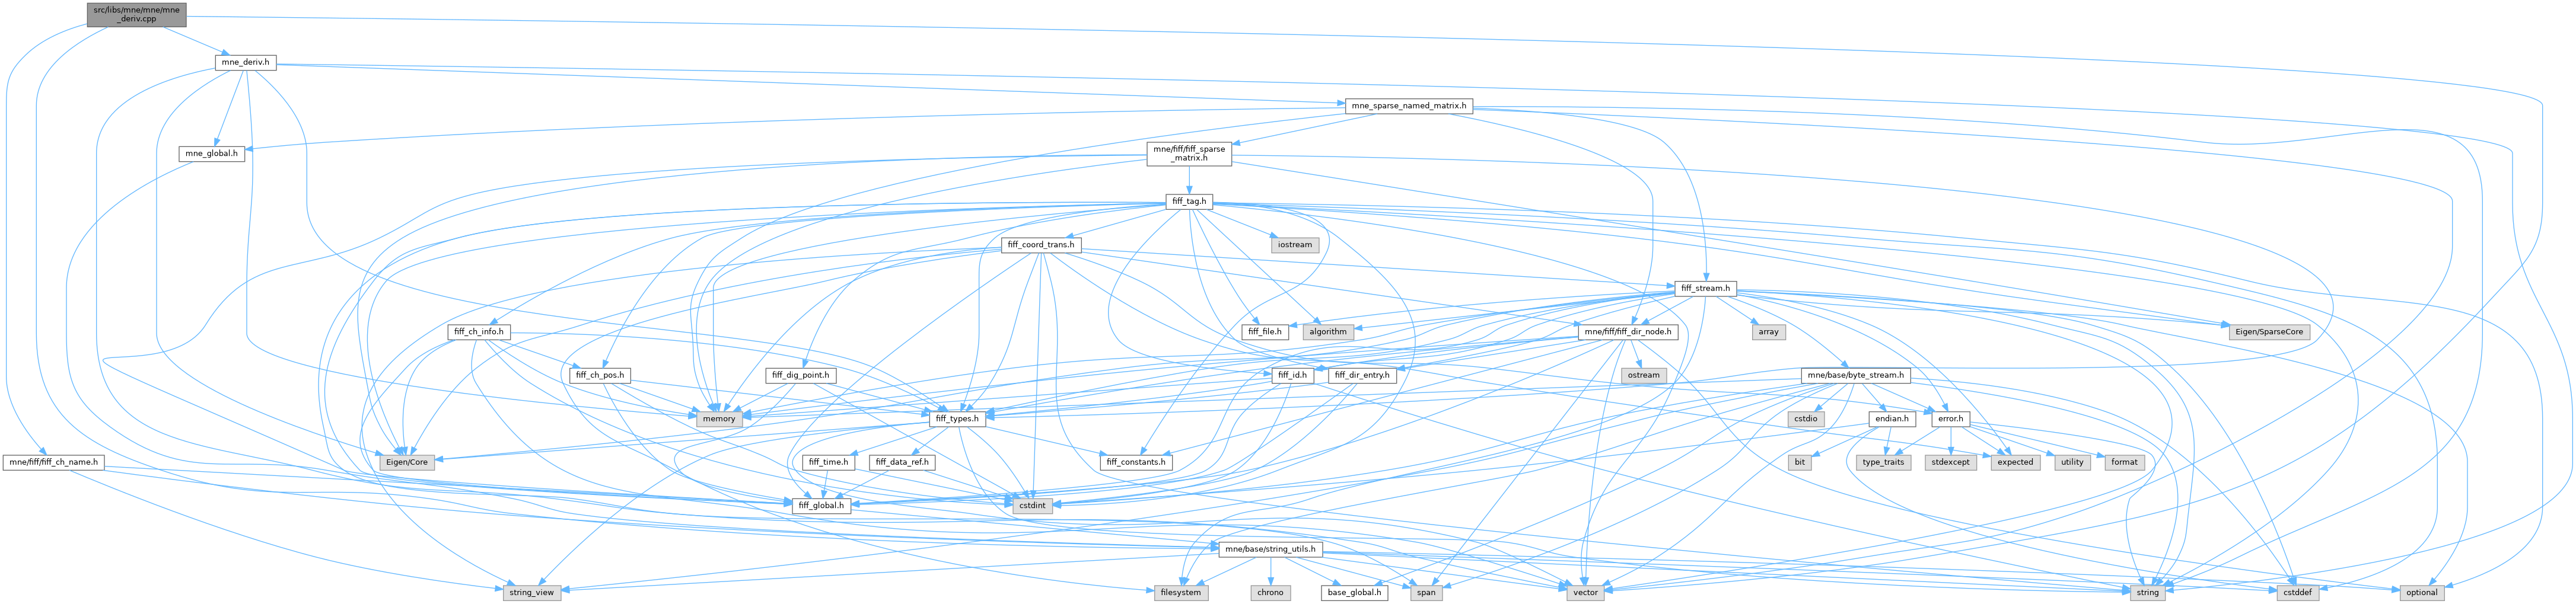 src/libs/mne/mne/mne
_deriv.cpp
mne_deriv.h
mne_sparse_named_matrix.h
mne_global.h
mne/fiff/fiff_sparse
_matrix.h
fiff_tag.h
fiff_coord_trans.h
iostream
fiff_stream.h
fiff_ch_info.h
fiff_file.h
algorithm
mne/fiff/fiff_dir_node.h
array
Eigen/SparseCore
fiff_ch_pos.h
fiff_dig_point.h
fiff_id.h
fiff_dir_entry.h
ostream
mne/base/byte_stream.h
memory
fiff_types.h
cstdio
endian.h
error.h
mne/fiff/fiff_ch_name.h
Eigen/Core
fiff_time.h
fiff_data_ref.h
fiff_constants.h
bit
type_traits
stdexcept
expected
utility
format
fiff_global.h
cstdint
mne/base/string_utils.h
string_view
filesystem
chrono
base_global.h
span
vector
string
cstddef
optional